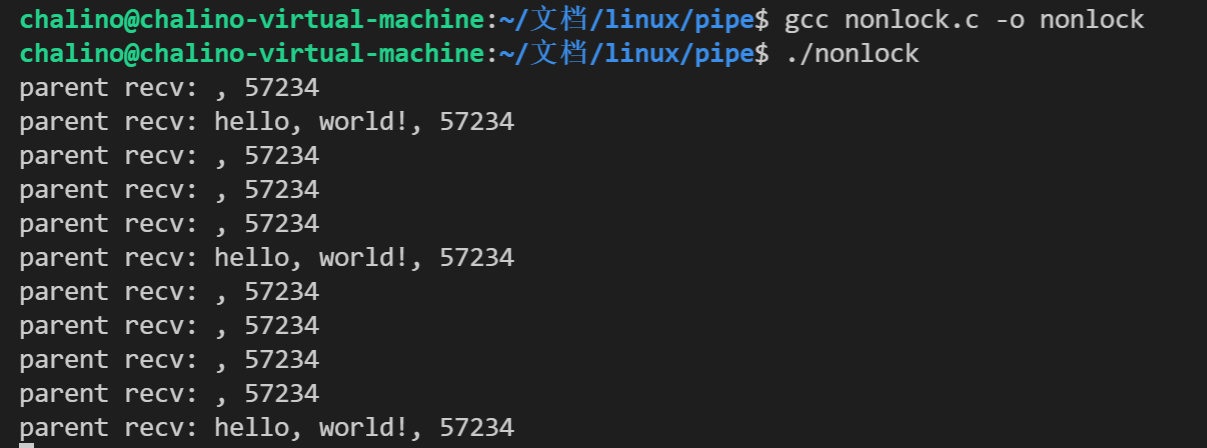 chalino@chalino-virtual-machine:~/文档/linux/pipe$ gcc nonlock.c -o nonlock
chalino@chalino-virtual-machine:~/文档/linux/pipe$ ./nonlock
parent recv: , 57234
parent recv: hello, world!, 57234
parent recv: , 57234
parent recv: , 57234
parent recv: , 57234
parent recv: hello, world!, 57234
parent recv: , 57234
parent recv: , 57234
parent recv: , 57234
parent recv: , 57234
parent recv: hello, world!, 57234